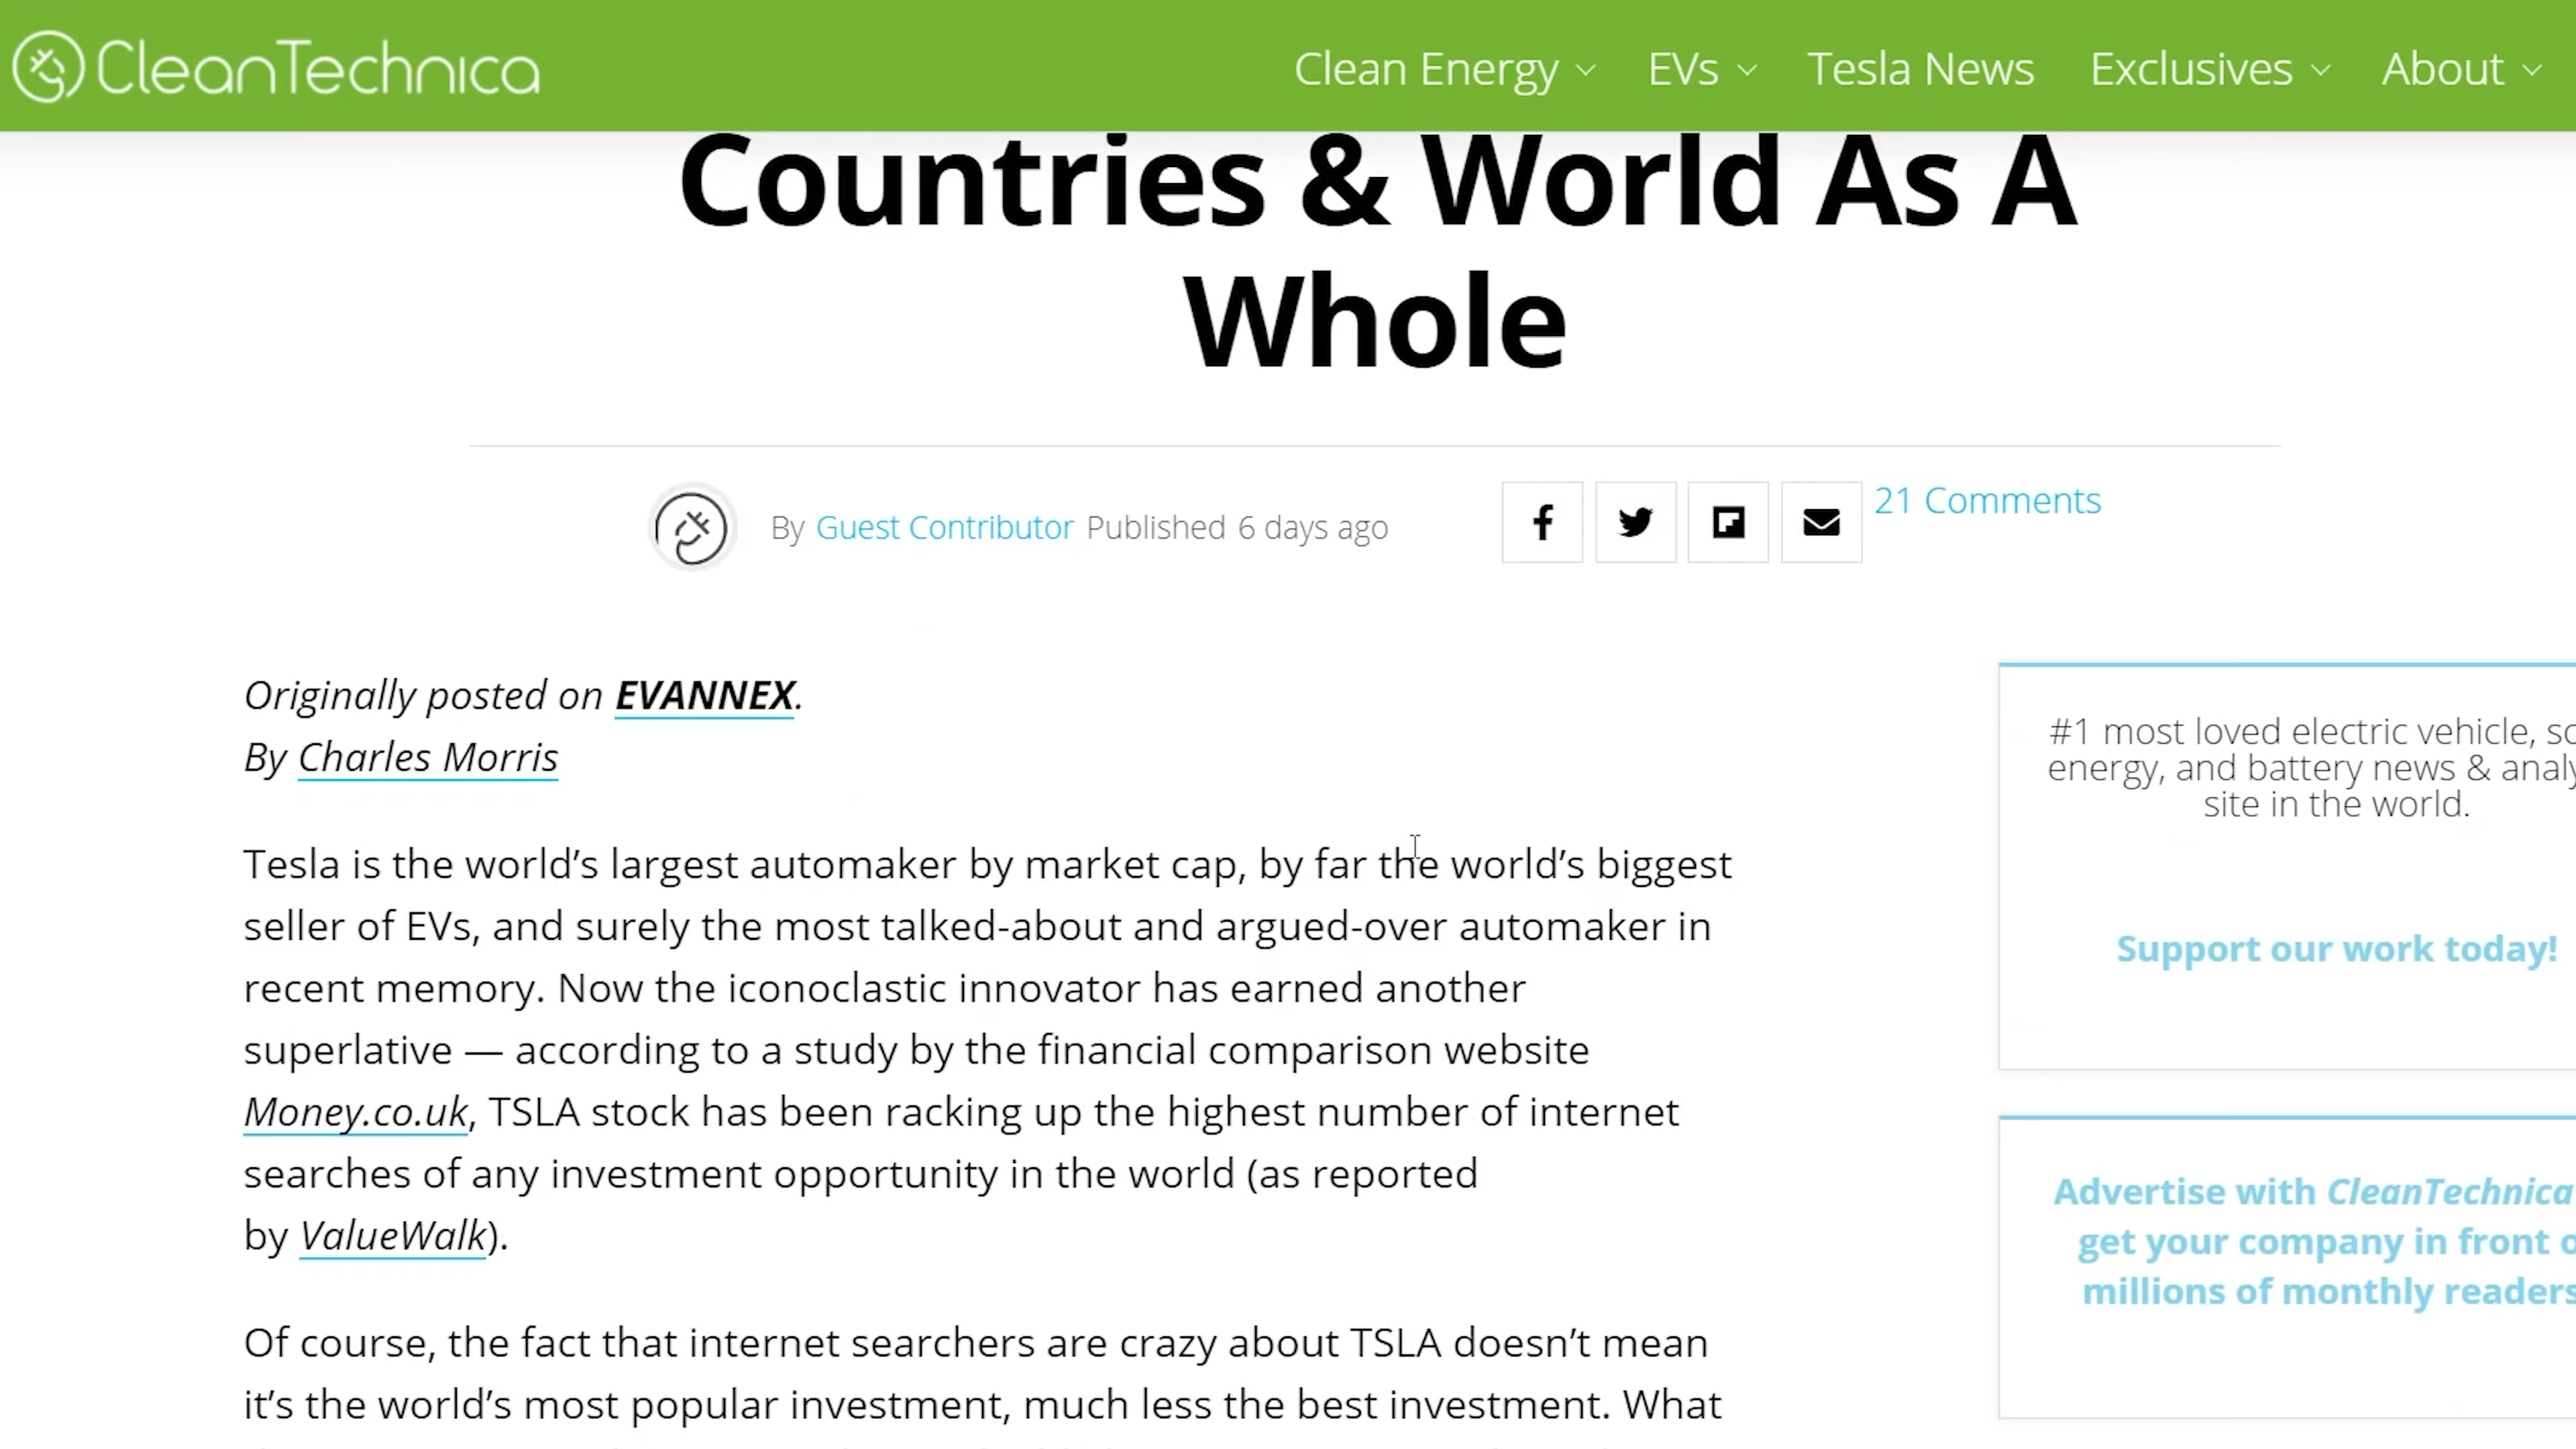 CleanTechnica
Clean Energy EVs Tesla News Exclusives About
Countries & World As A
Whole
By Guest Contributor Published 6 days ago
21 Comments
Originally posted on EVANNEX.
By Charles Morris
Tesla is the world’s largest automaker by market cap, by far the world’s biggest
seller of EVs, and surely the most talked-about and argued-over automaker in
recent memory. Now the iconoclastic innovator has earned another
superlative — according to a study by the financial comparison website
Money.co.uk, TSLA stock has been racking up the highest number of internet
searches of any investment opportunity in the world (as reported
by ValueWalk).
Of course, the fact that internet searchers are crazy about TSLA doesn’t mean
it’s the world’s most popular investment, much less the best investment. What
#1 most loved electric vehicle,
energy, and battery news &
site in the world.
Support our work today!
Advertise with CleanTechnica
get your company in front
millions of monthly readers